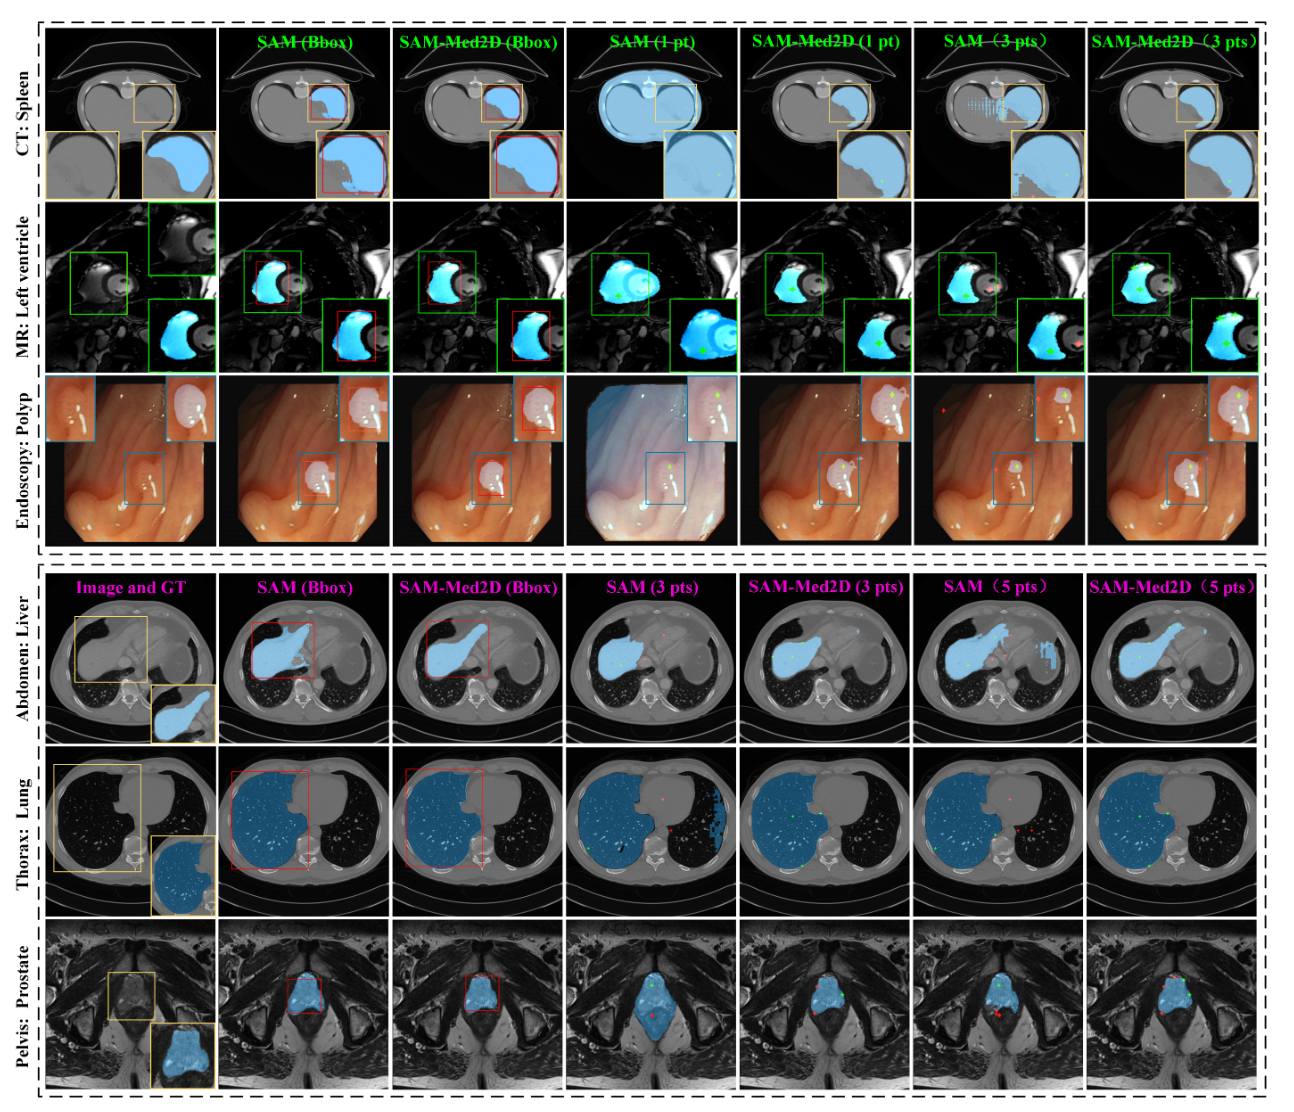 SAM (Bbox)
SAM-Med2D (Bbox)
SAM (1 pt)
SAM-Med2D (1 pt)
SAM（3 pts）
SAM-Med2D（3 pts）
CT: Spleen
MR: Left ventricle
Endoscopy: Polyp
Image and GT
SAM (Bbox)
SAM-Med2D (Bbox)
SAM (3 pts)
SAM-Med2D (3 pts)
SAM（5 pts）
SAM-Med2D（5 pts）
Abdomen: Liver
Thorax: Lung
Pelvis: Prostate